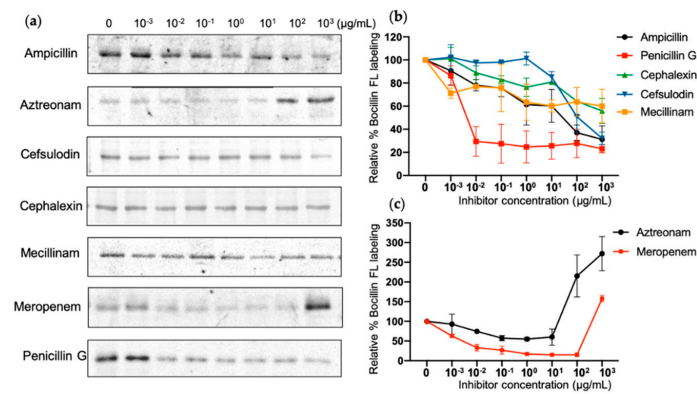 (a)
0 10⁻³ 10⁻² 10⁻¹ 10⁰ 10¹ 10² 10³ (µg/mL)
Ampicillin
Aztreonam
Cefsulodin
Cephalexin
Mecillinam
Meropenem
Penicillin G
(b)
Relative % Bocillin FL labeling
120
100
80
60
40
20
0
0 10⁻³ 10⁻² 10⁻¹ 10⁰ 10¹ 10² 10³
Inhibitor concentration (µg/mL)
Ampicillin
Penicillin G
Cephalexin
Cefsulodin
Mecillinam
(c)
Relative % Bocillin FL labeling
350
300
250
200
150
100
50
0
0 10⁻³ 10⁻² 10⁻¹ 10⁰ 10¹ 10² 10³
Inhibitor concentration (µg/mL)
Aztreonam
Meropenem